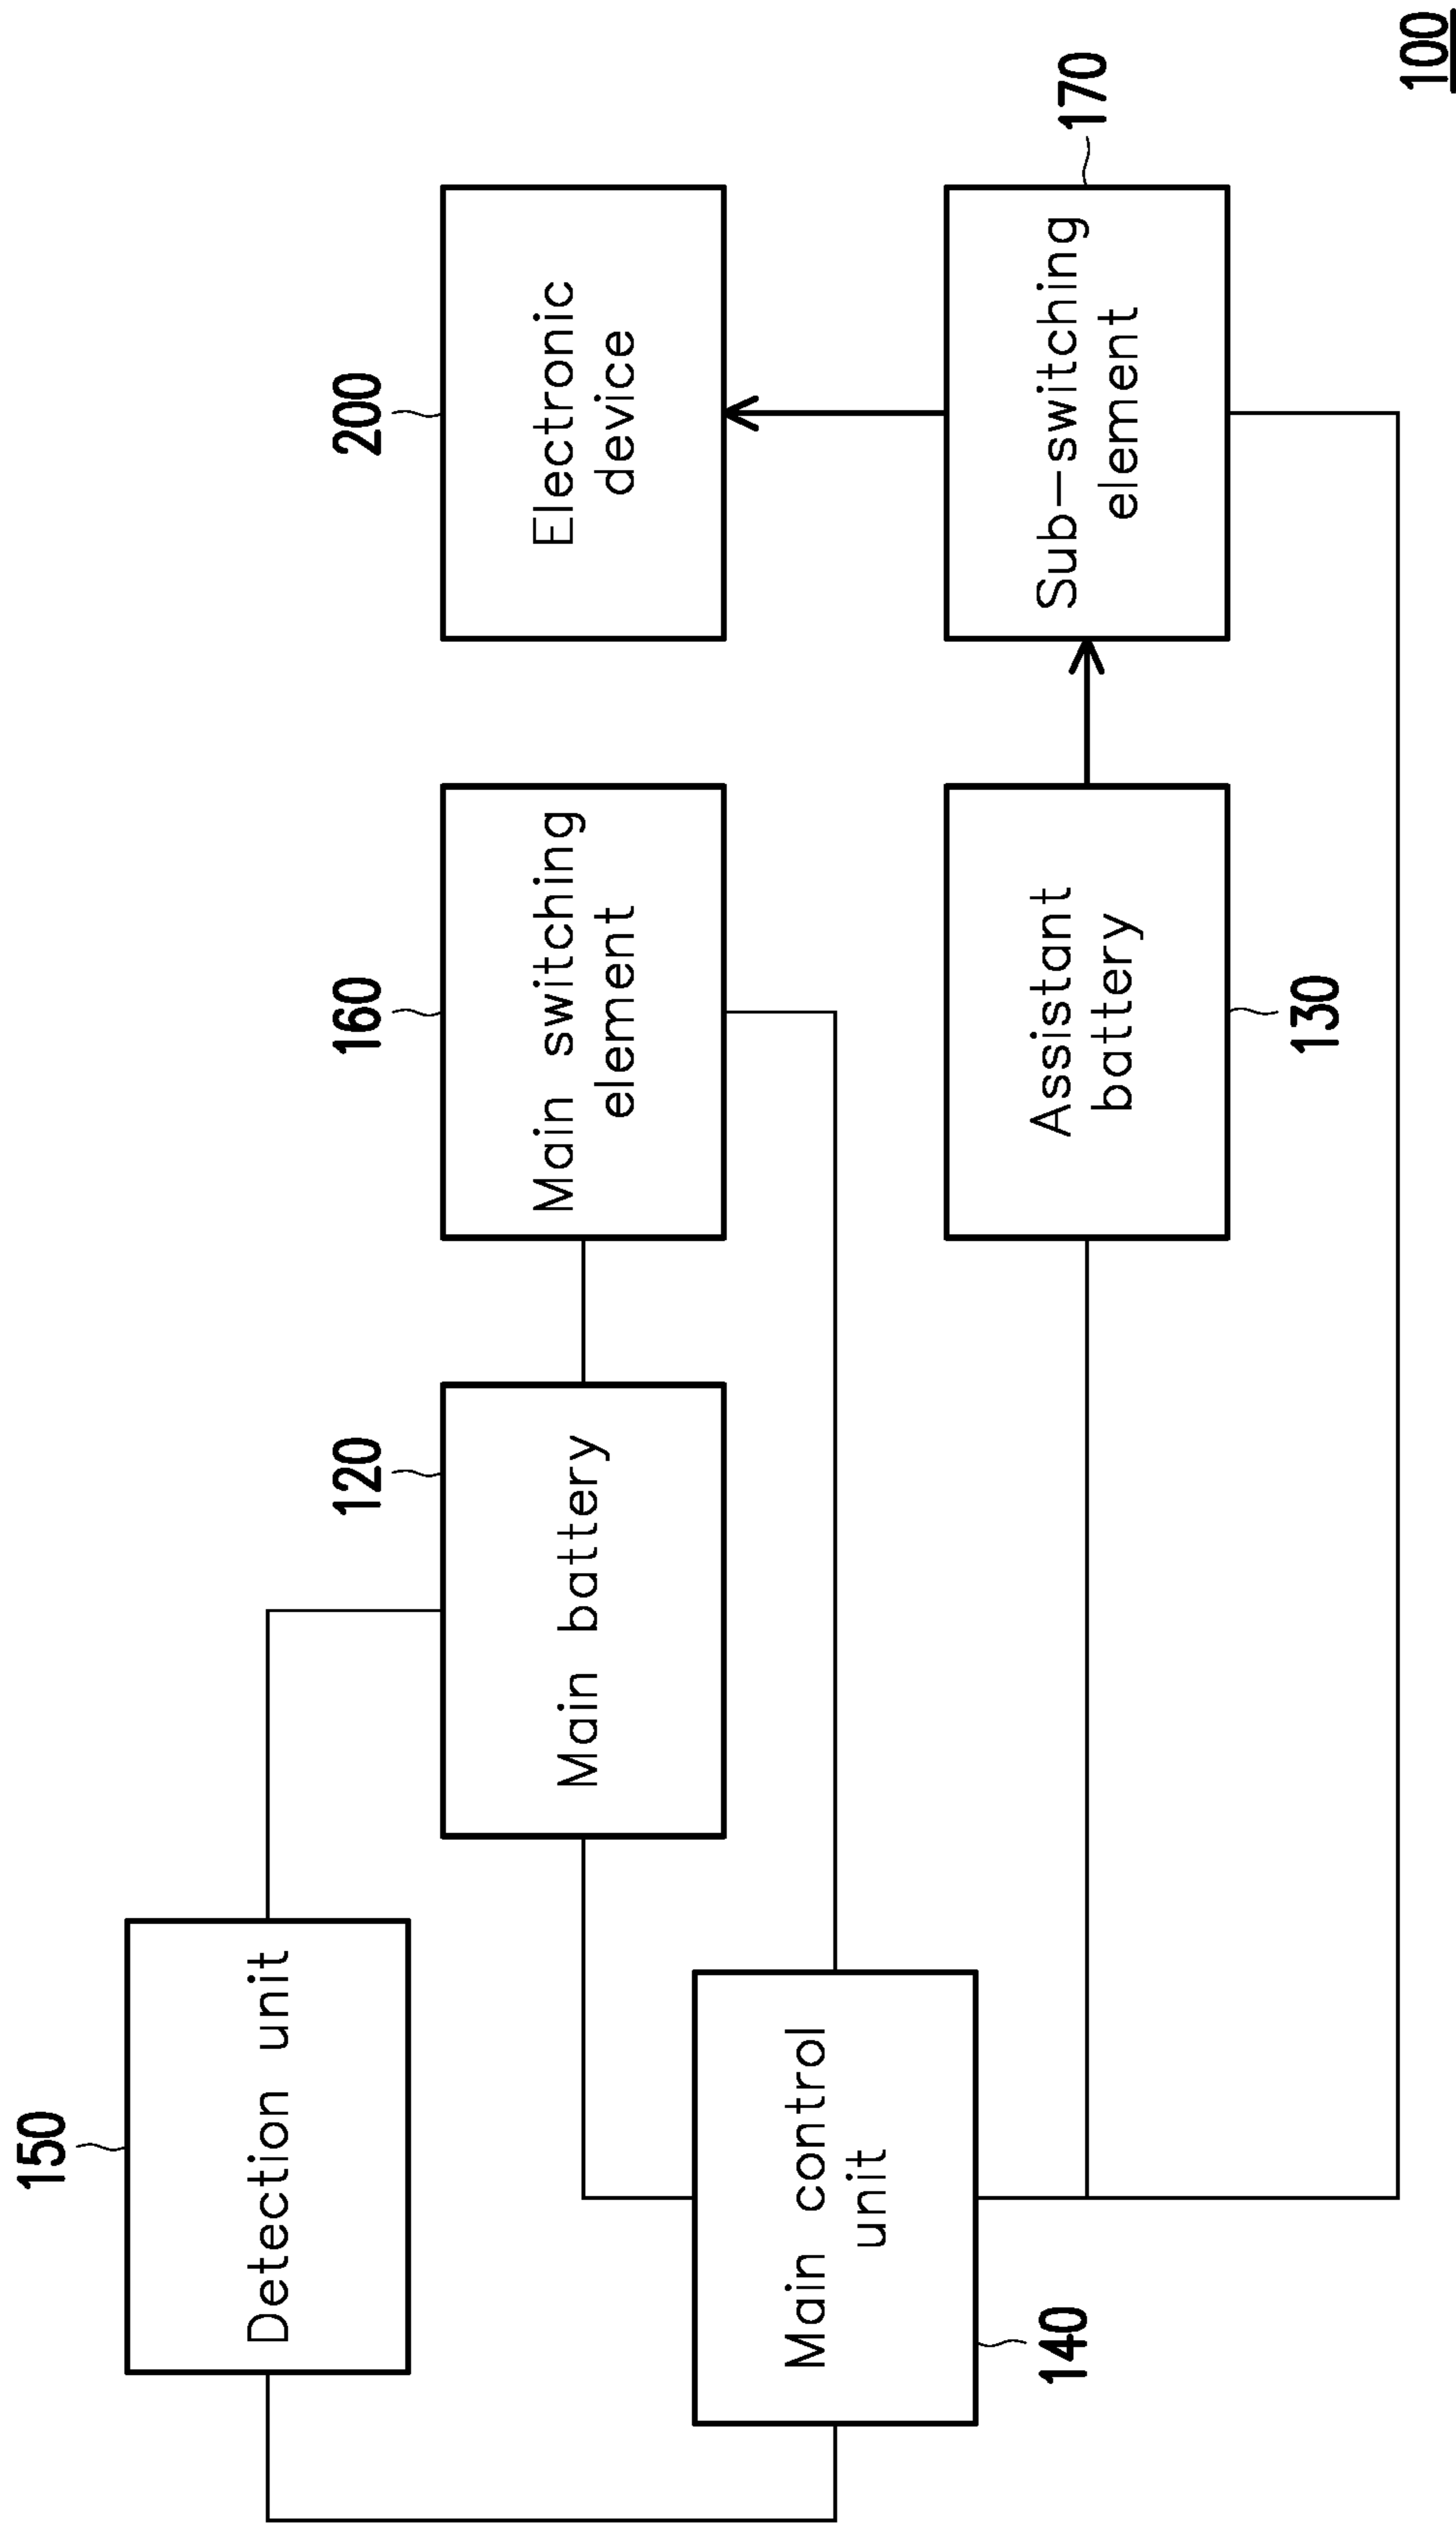 150
Detection unit
120
160
200
Main battery
Main switching
element
Electronic
device
Main control
unit
140
Assistant
battery
130
Sub-switching
element
170
100